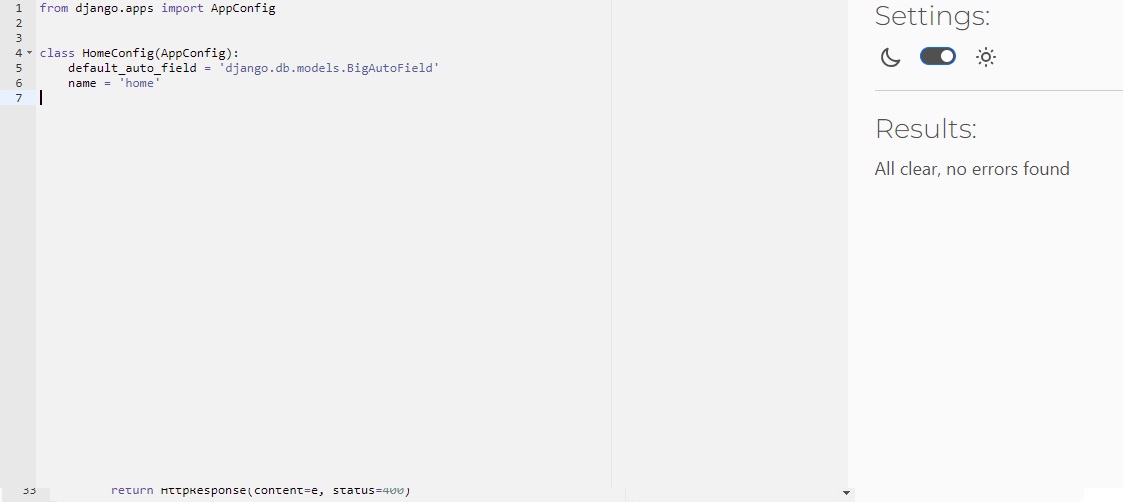 1 from django.apps import AppConfig
2
3
4 class HomeConfig(AppConfig):
5     default_auto_field = 'django.db.models.BigAutoField'
6     name = 'home'
7
33         return HttpResponse(content=e, status=400)
Settings:
Results:
All clear, no errors found